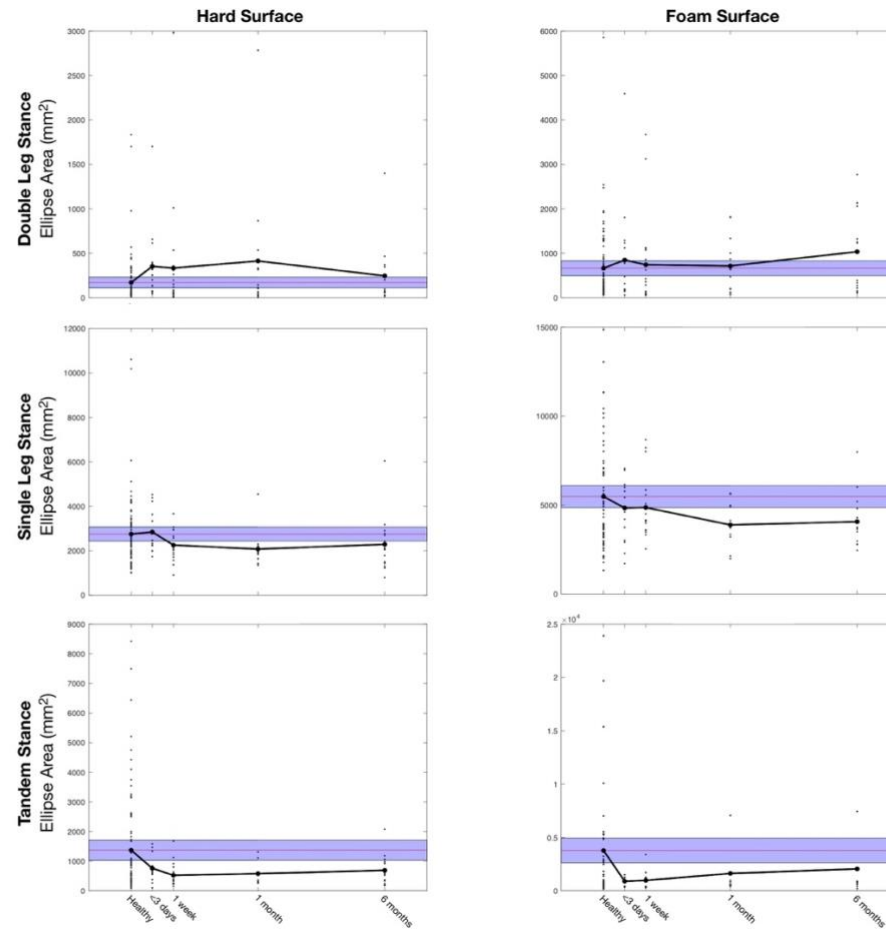 Hard Surface
Foam Surface
Double Leg Stance
Ellipse Area (mm²)
3000
2500
2000
1500
1000
500
0
6000
5000
4000
3000
2000
1000
0
Single Leg Stance
Ellipse Area (mm²)
12000
10000
8000
6000
4000
2000
0
15000
10000
5000
0
Tandem Stance
Ellipse Area (mm²)
9000
8000
7000
6000
5000
4000
3000
2000
1000
0
×10⁴
2.5
2
1.5
1
0.5
0
Healthy
<3 days
1 week
1 month
6 months
Healthy
<3 days
1 week
1 month
6 months